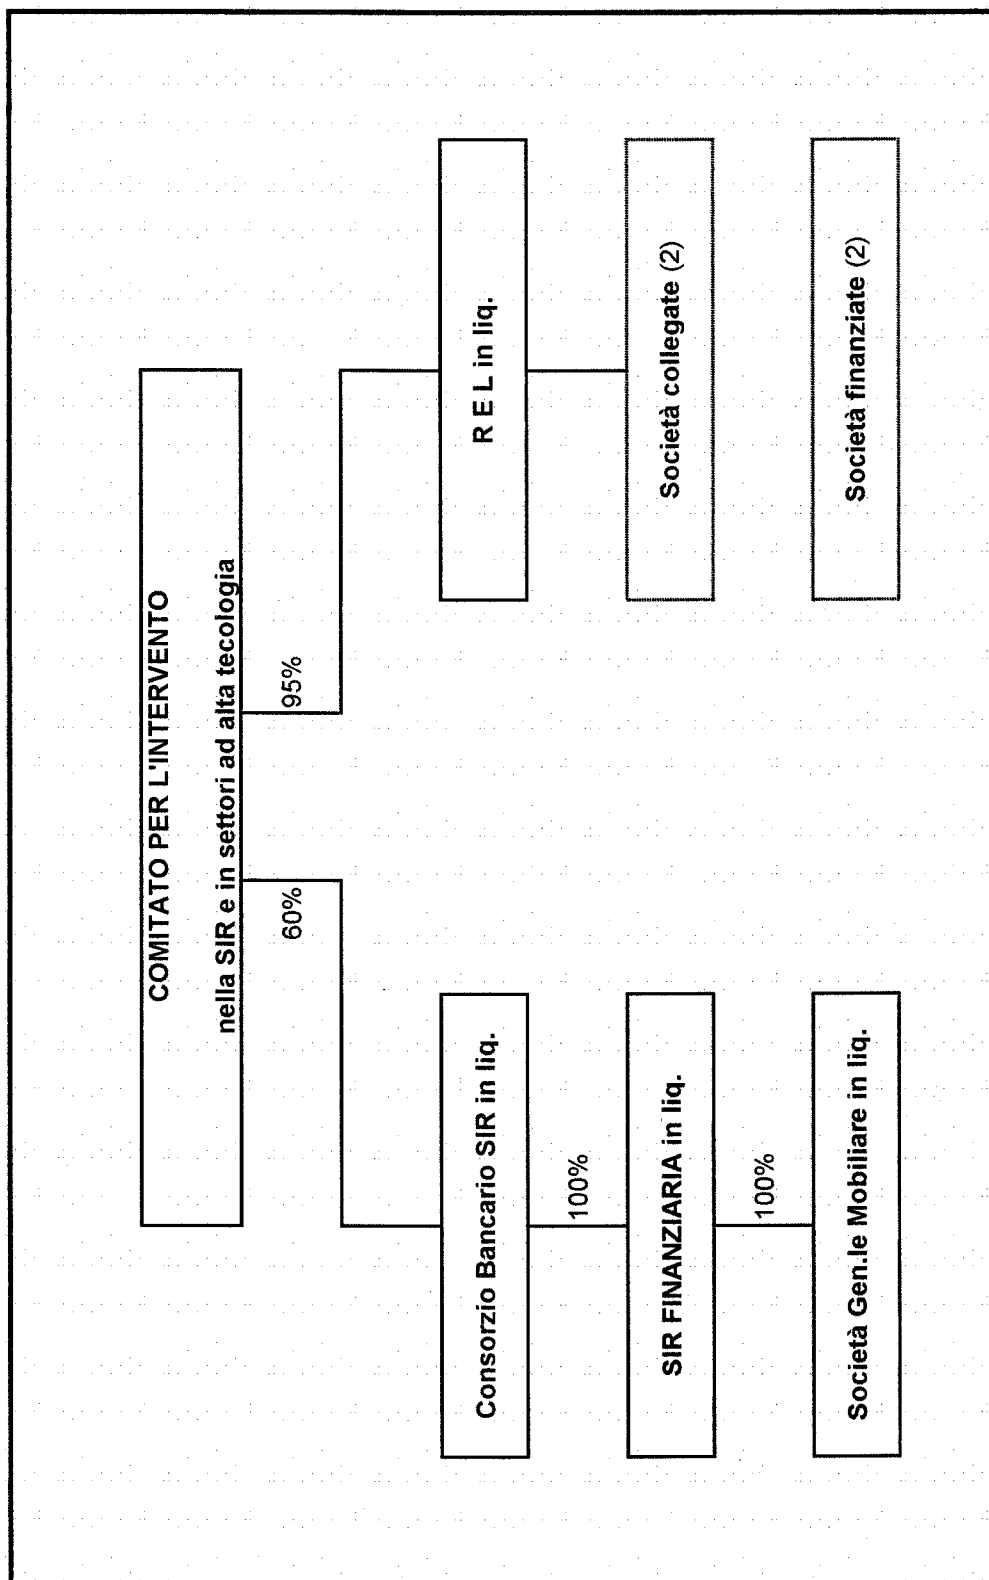 COMITATO PER L'INTERVENTO
nella SIR e in settori ad alta tecologia
60%
95%
Consorzio Bancario SIR in liq.
R E L in liq.
100%
SIR FINANZIARIA in liq.
Società collegate (2)
100%
Società Gen.le Mobiliare in liq.
Società finanziate (2)